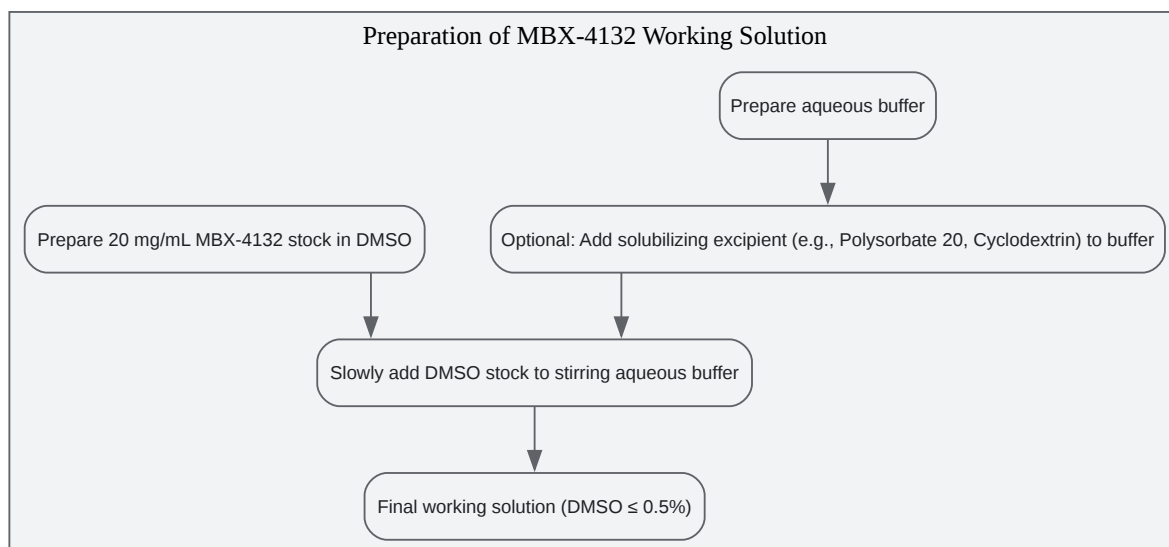 Preparation of MBX-4132 Working Solution
Prepare aqueous buffer
Prepare 20 mg/mL MBX-4132 stock in DMSO
Optional: Add solubilizing excipient (e.g., Polysorbate 20, Cyclodextrin) to buffer
Slowly add DMSO stock to stirring aqueous buffer
Final working solution (DMSO ≤ 0.5%)